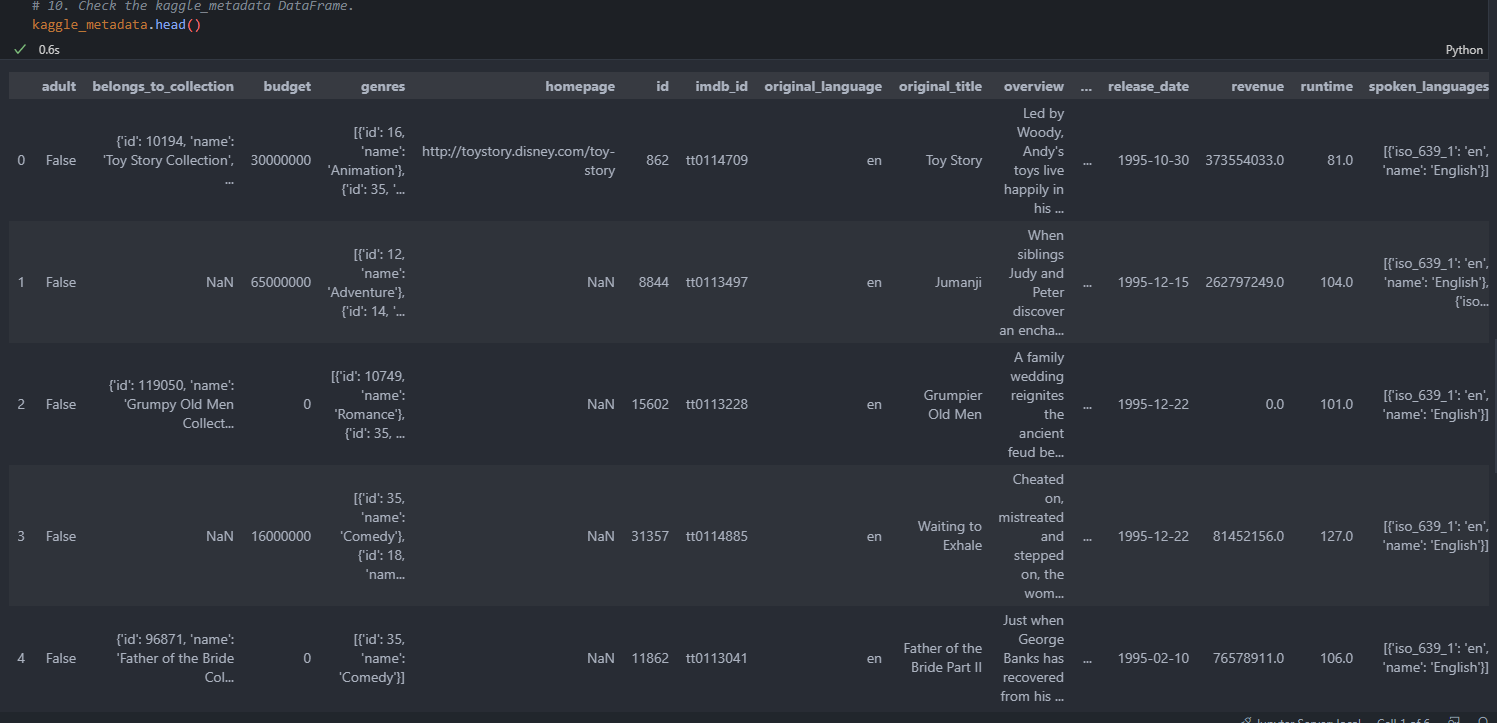 # 10. Check the kaggle_metadata DataFrame.
kaggle_metadata.head()
0.6s
Python
adult belongs_to_collection budget genres homepage id imdb_id original_language original_title overview ... release_date revenue runtime spoken_languages
0 False {'id': 10194, 'name': 'Toy Story Collection', ... 30000000 [{'id': 16, 'name': 'Animation'}, {'id': 35, '... http://toystory.disney.com/toy-story 862 tt0114709 en Toy Story Led by Woody, Andy's toys live happily in his ... ... 1995-10-30 373554033.0 81.0 [{'iso_639_1': 'en', 'name': 'English'}]
1 False NaN 65000000 [{'id': 12, 'name': 'Adventure'}, {'id': 14, '... NaN 8844 tt0113497 en Jumanji When siblings Judy and Peter discover an encha... ... 1995-12-15 262797249.0 104.0 [{'iso_639_1': 'en', 'name': 'English'}, {'iso...
2 False {'id': 119050, 'name': 'Grumpy Old Men Collect... 0 [{'id': 10749, 'name': 'Romance'}, {'id': 35, ... NaN 15602 tt0113228 en Grumpier Old Men A family wedding reignites the ancient feud be... ... 1995-12-22 0.0 101.0 [{'iso_639_1': 'en', 'name': 'English'}]
3 False NaN 16000000 [{'id': 35, 'name': 'Comedy'}, {'id': 18, 'nam... NaN 31357 tt0114885 en Waiting to Exhale Cheated on, mistreated and stepped on, the wom... ... 1995-12-22 81452156.0 127.0 [{'iso_639_1': 'en', 'name': 'English'}]
4 False {'id': 96871, 'name': 'Father of the Bride Col... 0 [{'id': 35, 'name': 'Comedy'}] NaN 11862 tt0113041 en Father of the Bride Part II Just when George Banks has recovered from his ... ... 1995-02-10 76578911.0 106.0 [{'iso_639_1': 'en', 'name': 'English'}]